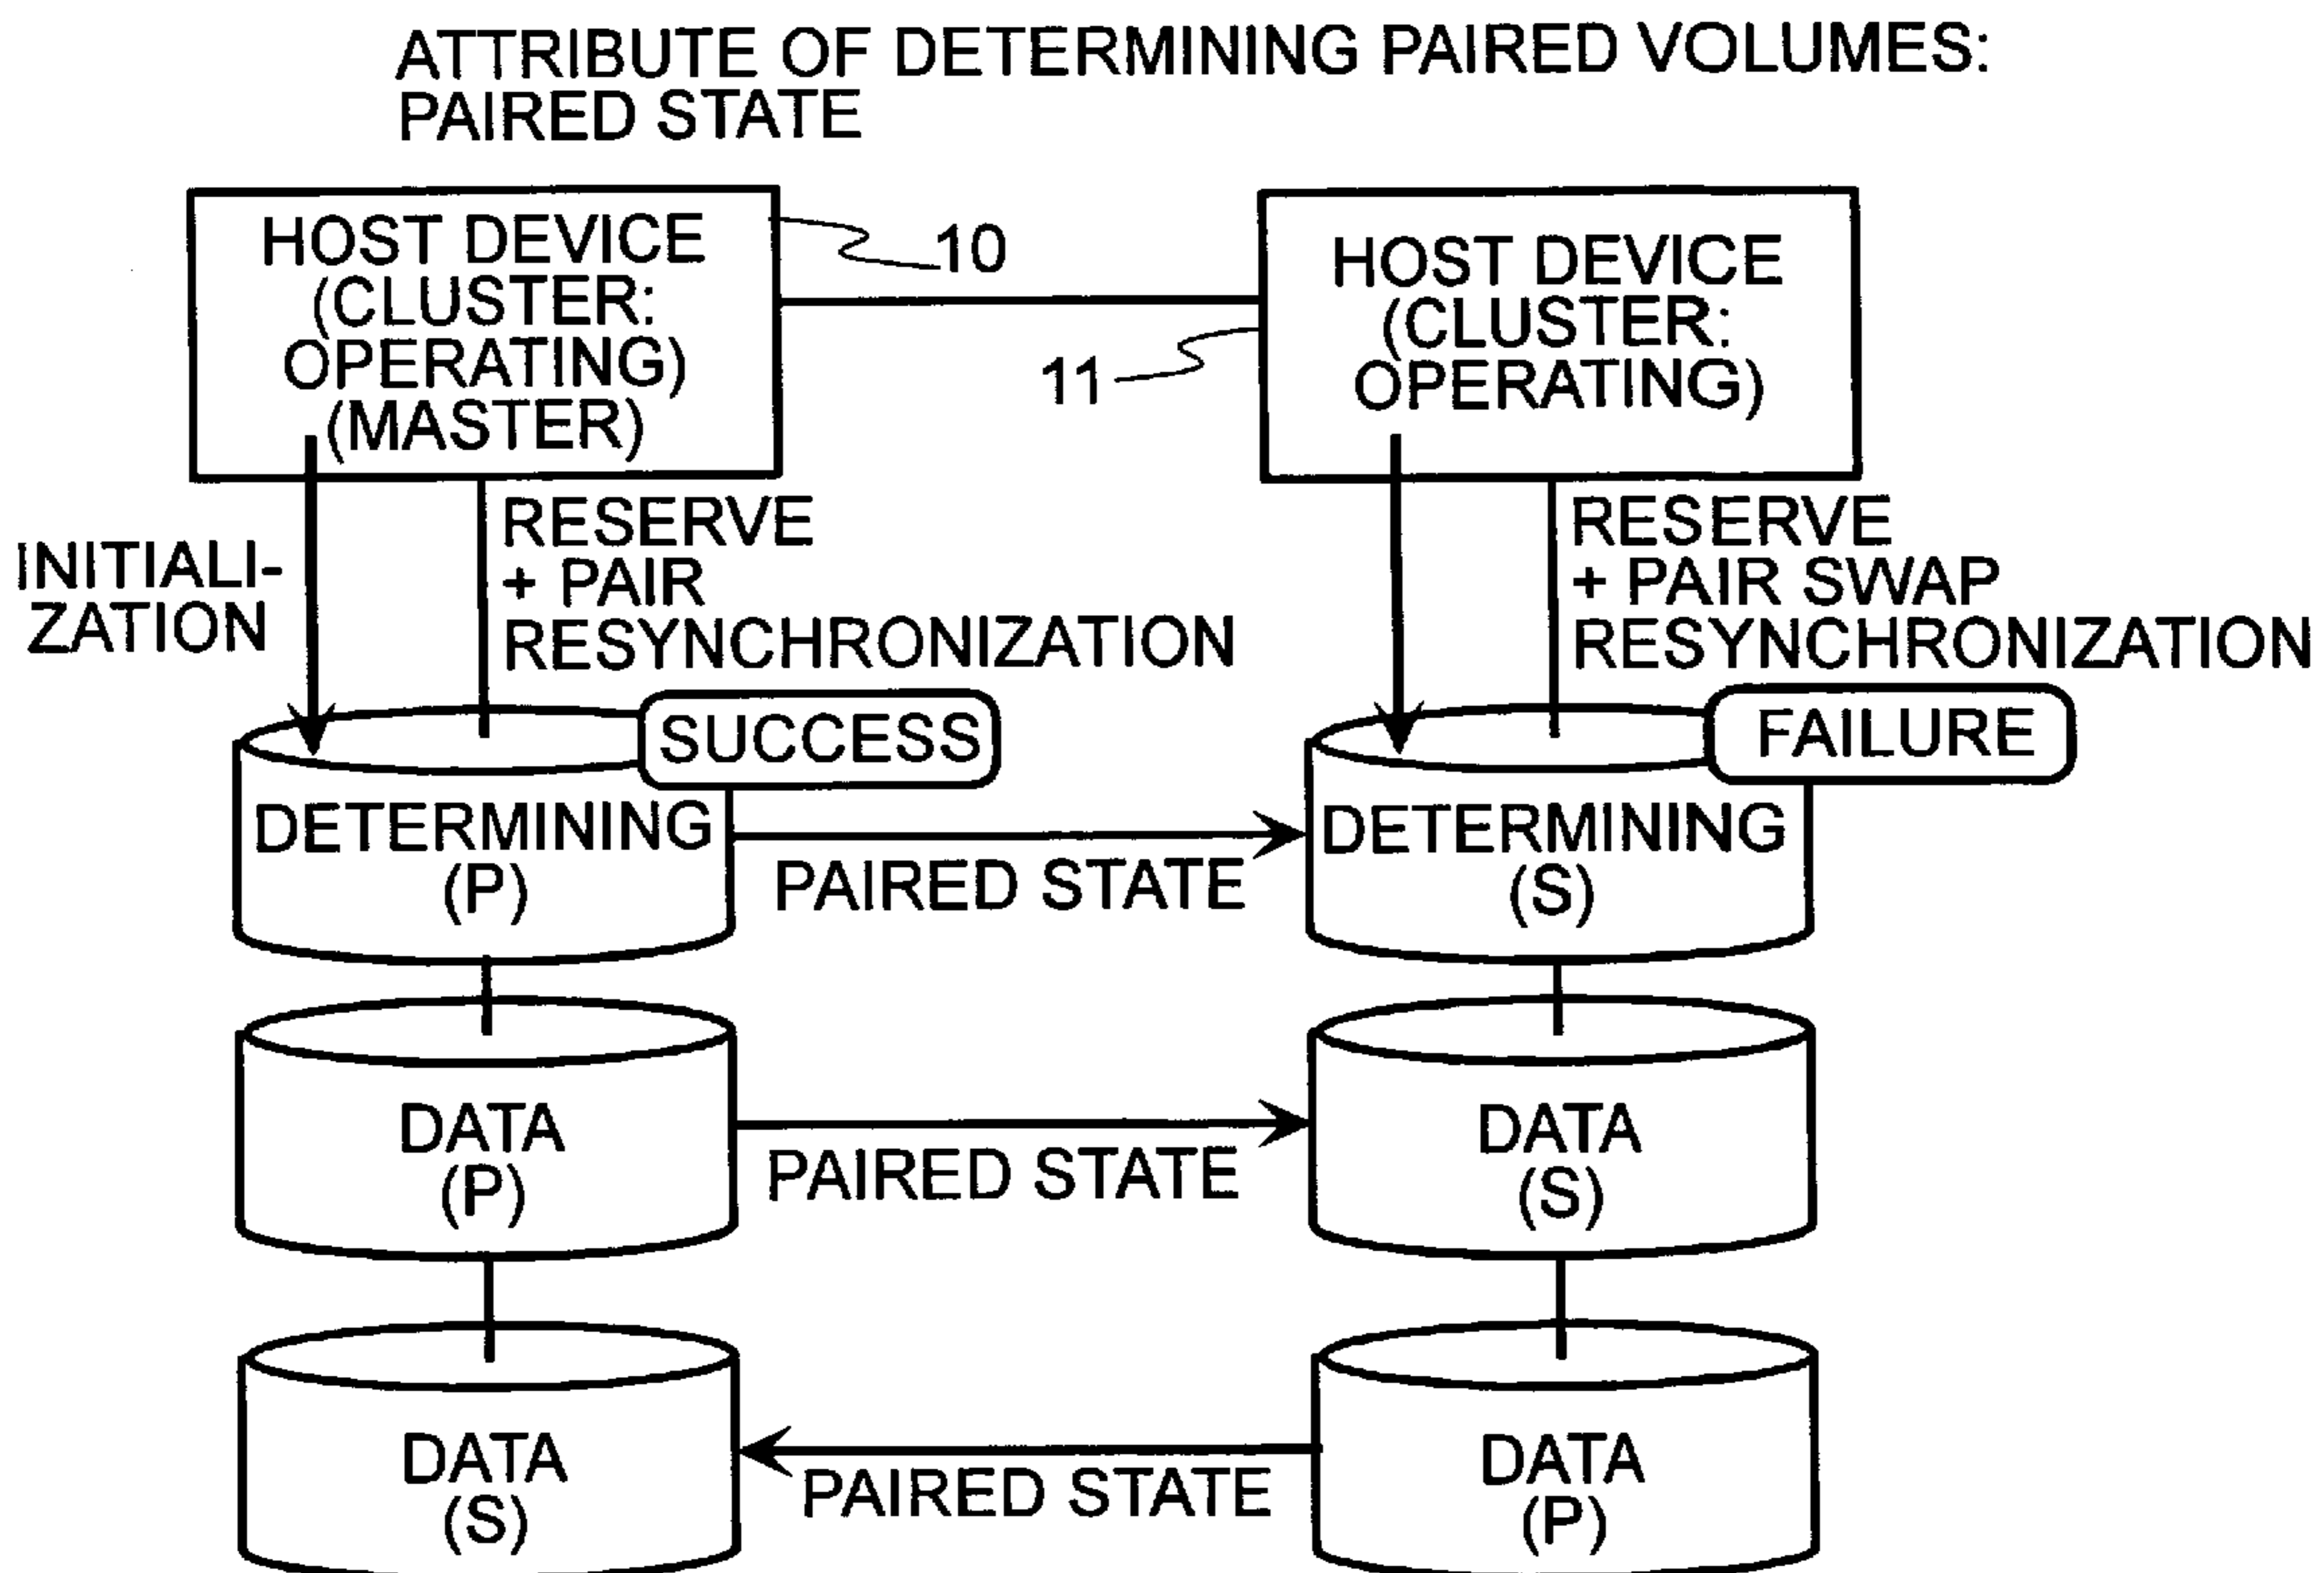 ATTRIBUTE OF DETERMINING PAIRED VOLUMES:
PAIRED STATE
HOST DEVICE
(CLUSTER:
OPERATING)
(MASTER)
10
HOST DEVICE
(CLUSTER:
OPERATING)
11
INITIALI-
ZATION
RESERVE
+ PAIR
RESYNCHRONIZATION
RESERVE
+ PAIR SWAP
RESYNCHRONIZATION
SUCCESS
FAILURE
DETERMINING
(P)
PAIRED STATE
DETERMINING
(S)
DATA
(P)
PAIRED STATE
DATA
(S)
DATA
(S)
PAIRED STATE
DATA
(P)